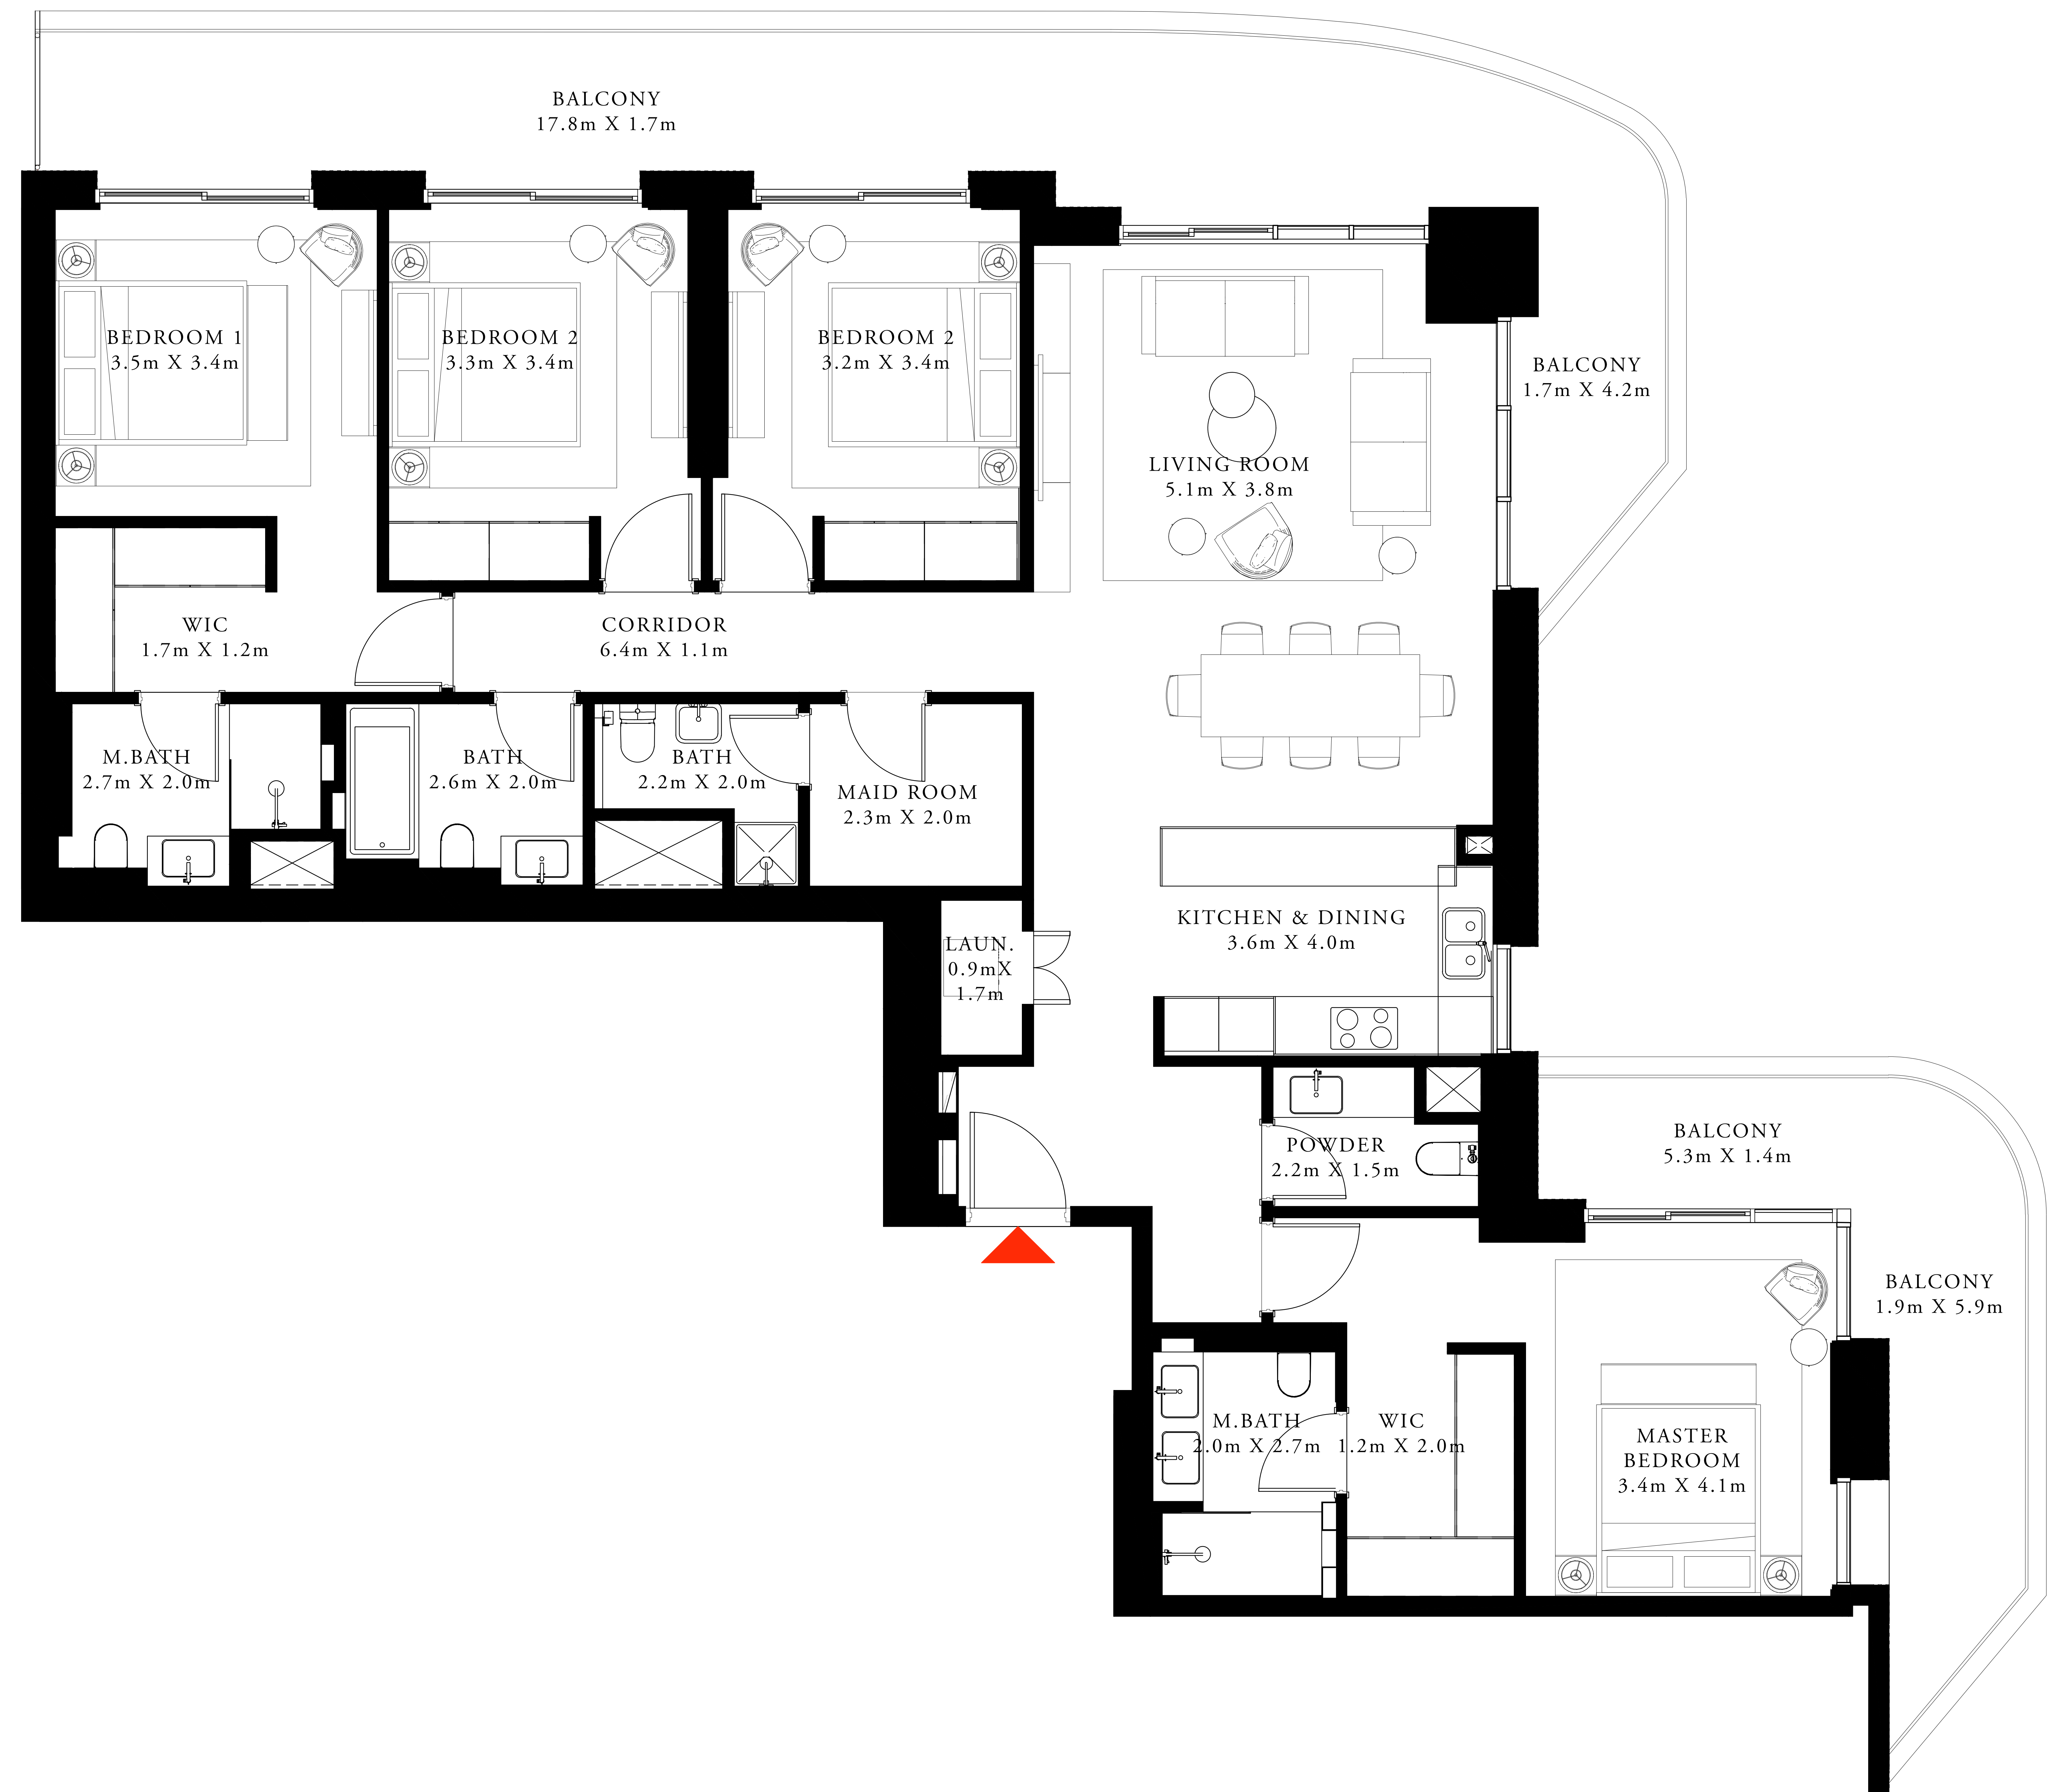 BALCONY
17.8m X 1.7m
BEDROOM 1
3.5m X 3.4m
BEDROOM 2
3.3m X 3.4m
BEDROOM 2
3.2m X 3.4m
BALCONY
1.7m X 4.2m
LIVING ROOM
5.1m X 3.8m
WIC
1.7m X 1.2m
CORRIDOR
6.4m X 1.1m
M.BATH
2.7m X 2.0m
BATH
2.6m X 2.0m
BATH
2.2m X 2.0m
MAID ROOM
2.3m X 2.0m
KITCHEN & DINING
3.6m X 4.0m
LAUN.
0.9mX
1.7m
POWDER
2.2m X 1.5m
BALCONY
5.3m X 1.4m
BALCONY
1.9m X 5.9m
M.BATH
2.0m X 2.7m
WIC
1.2m X 2.0m
MASTER
BEDROOM
3.4m X 4.1m